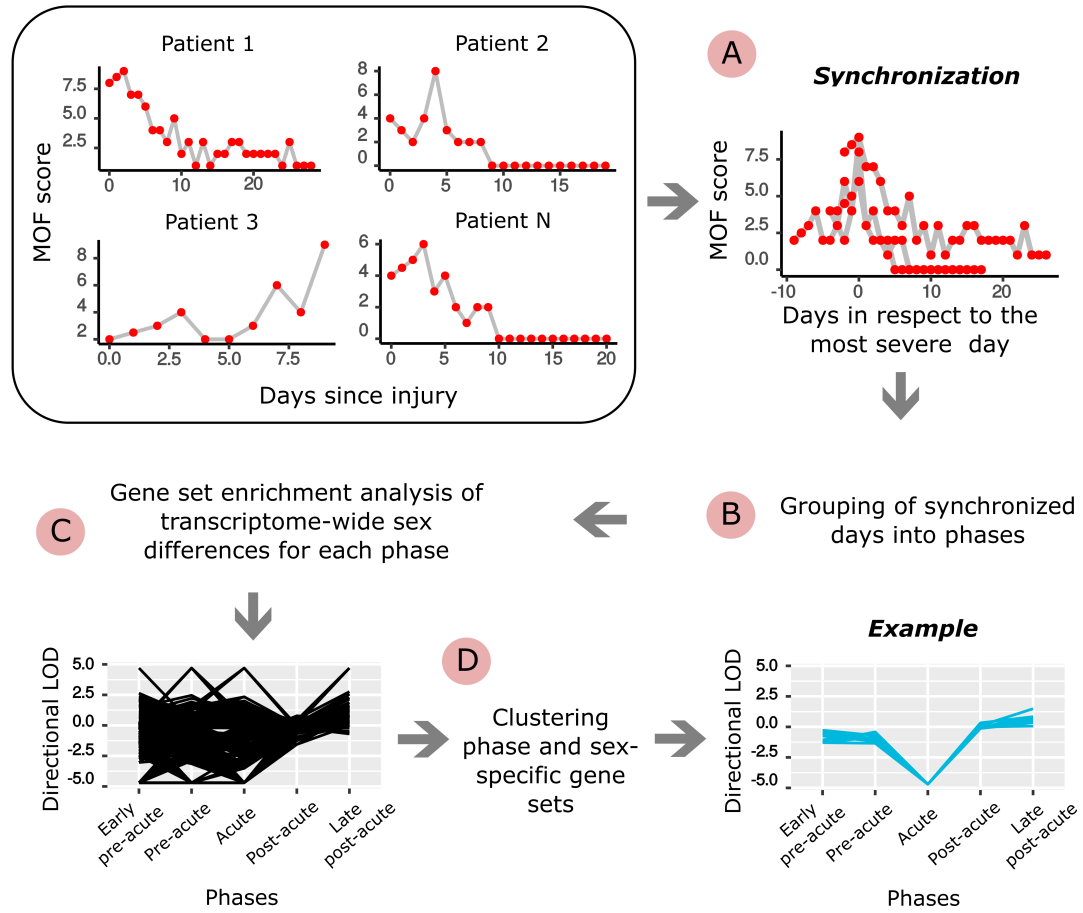 Patient 1
Patient 2
MOF score
7.5
5.0
2.5
0
10
20
8
6
4
2
0
0
5
10
15
Patient 3
Patient N
8
6
4
2
0.0
2.5
5.0
7.5
6
4
2
0
0
5
10
15
20
Days since injury
A
Synchronization
MOF score
7.5
5.0
2.5
0.0
-10
0
10
20
Days in respect to the
most severe day
B
Grouping of synchronized
days into phases
C
Gene set enrichment analysis of
transcriptome-wide sex
differences for each phase
Directional LOD
5.0
2.5
0.0
-2.5
-5.0
Early
pre-acute
Pre-acute
Acute
Post-acute
Late
post-acute
Phases
D
Clustering
phase and sex-
specific gene
sets
Example
Directional LOD
5.0
2.5
0.0
-2.5
-5.0
Early
pre-acute
Pre-acute
Acute
Post-acute
Late
post-acute
Phases